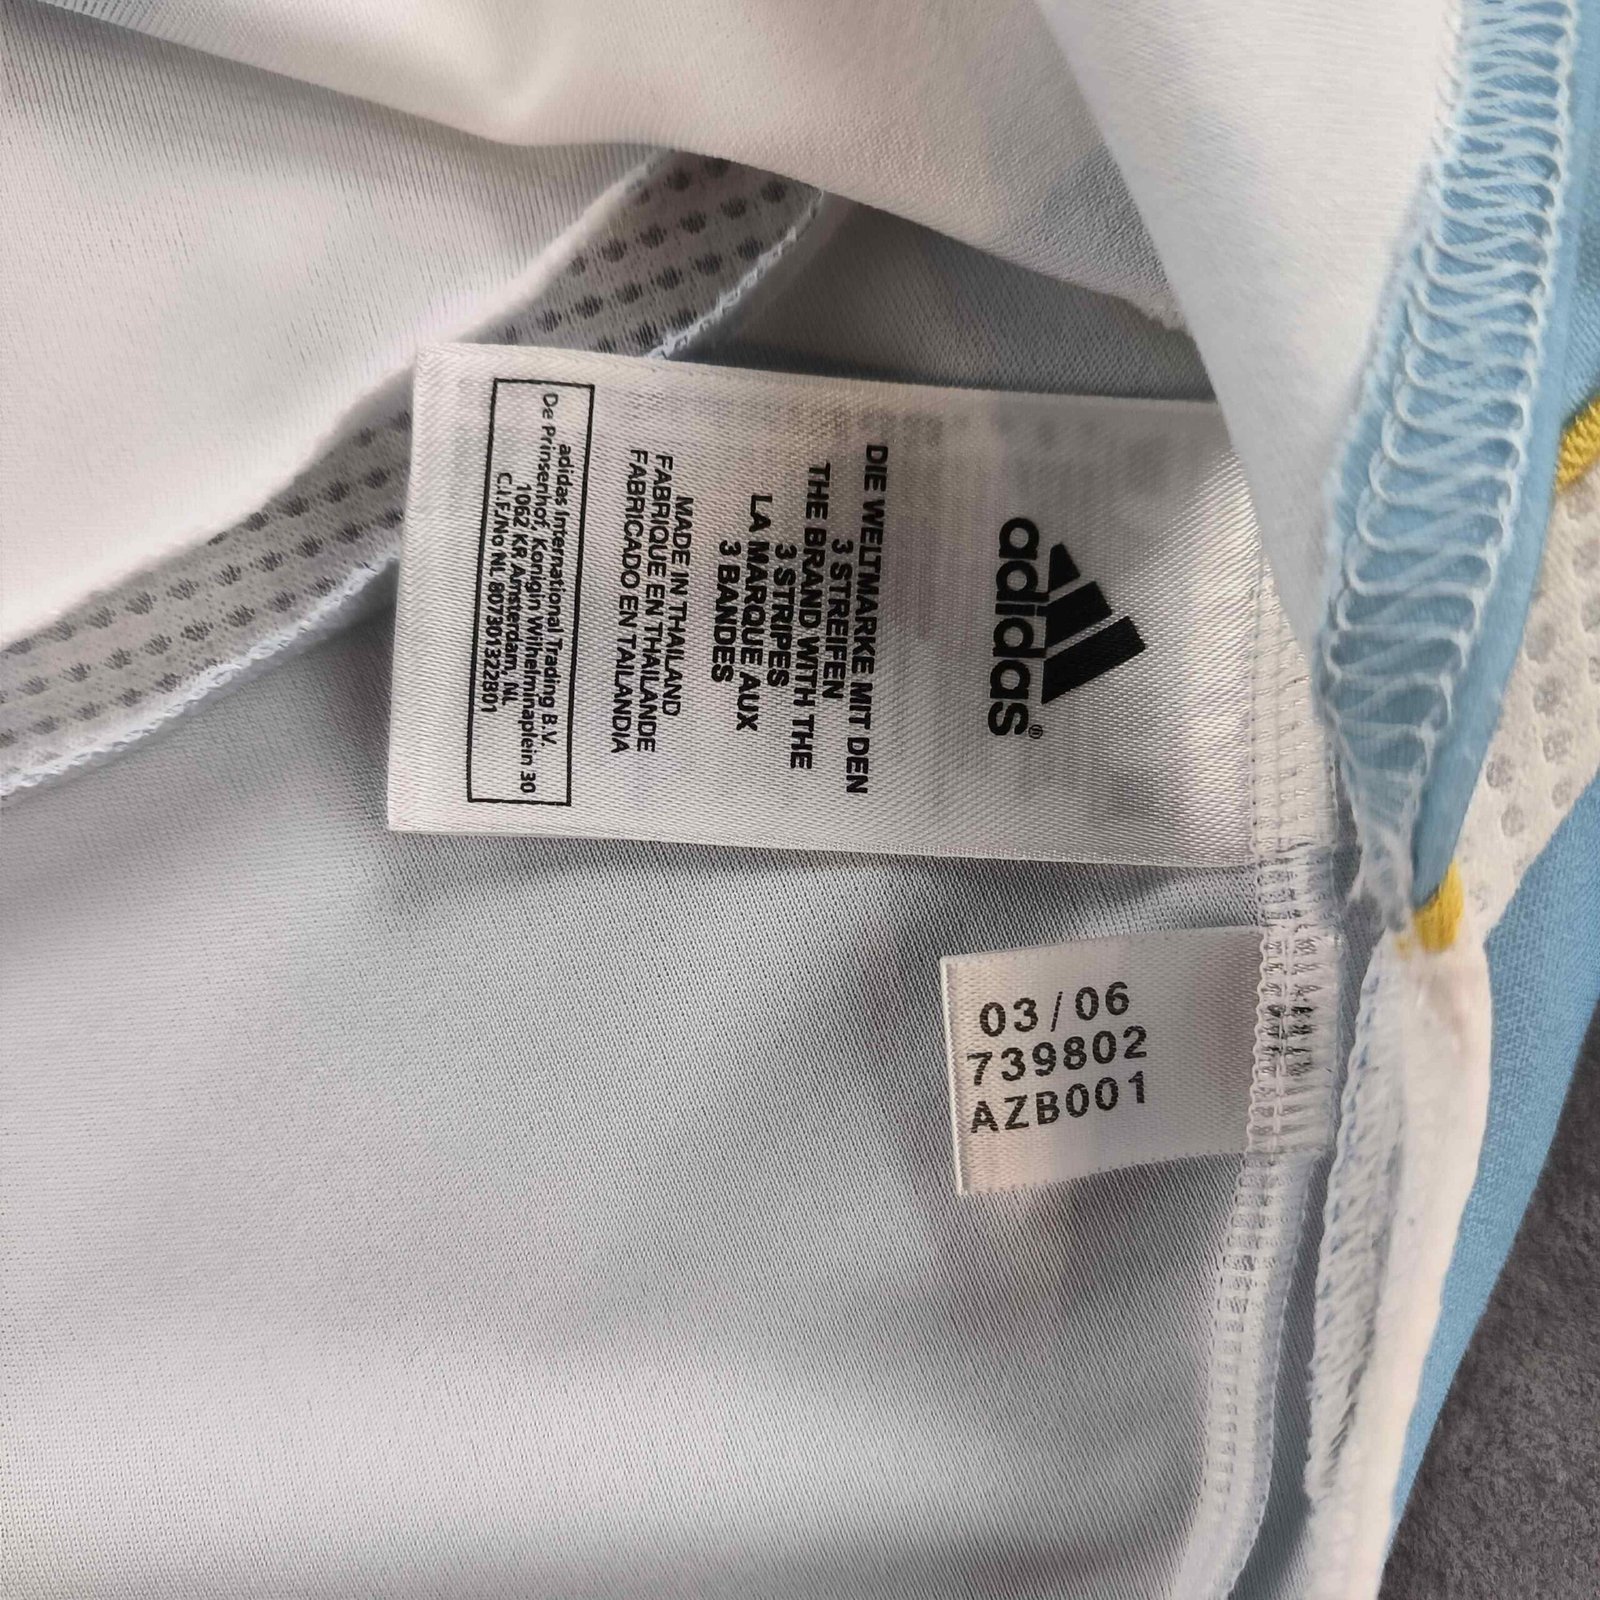 adidas®
DIE WELTMARKE MIT DEN
3 STREIFEN
THE BRAND WITH THE
3 STRIPES
LA MARQUE AUX
3 BANDES
MADE IN THAILAND
FABRIQUE EN THAILANDE
FABRICADO EN TAILANDIA
adidas International Trading B.V.
De Prinsenhof, Konigin Wilhelminaplein 30
1062 KR Amsterdam, NL
C.I.F/No NL 807301322B01
03/06
739802
AZB001